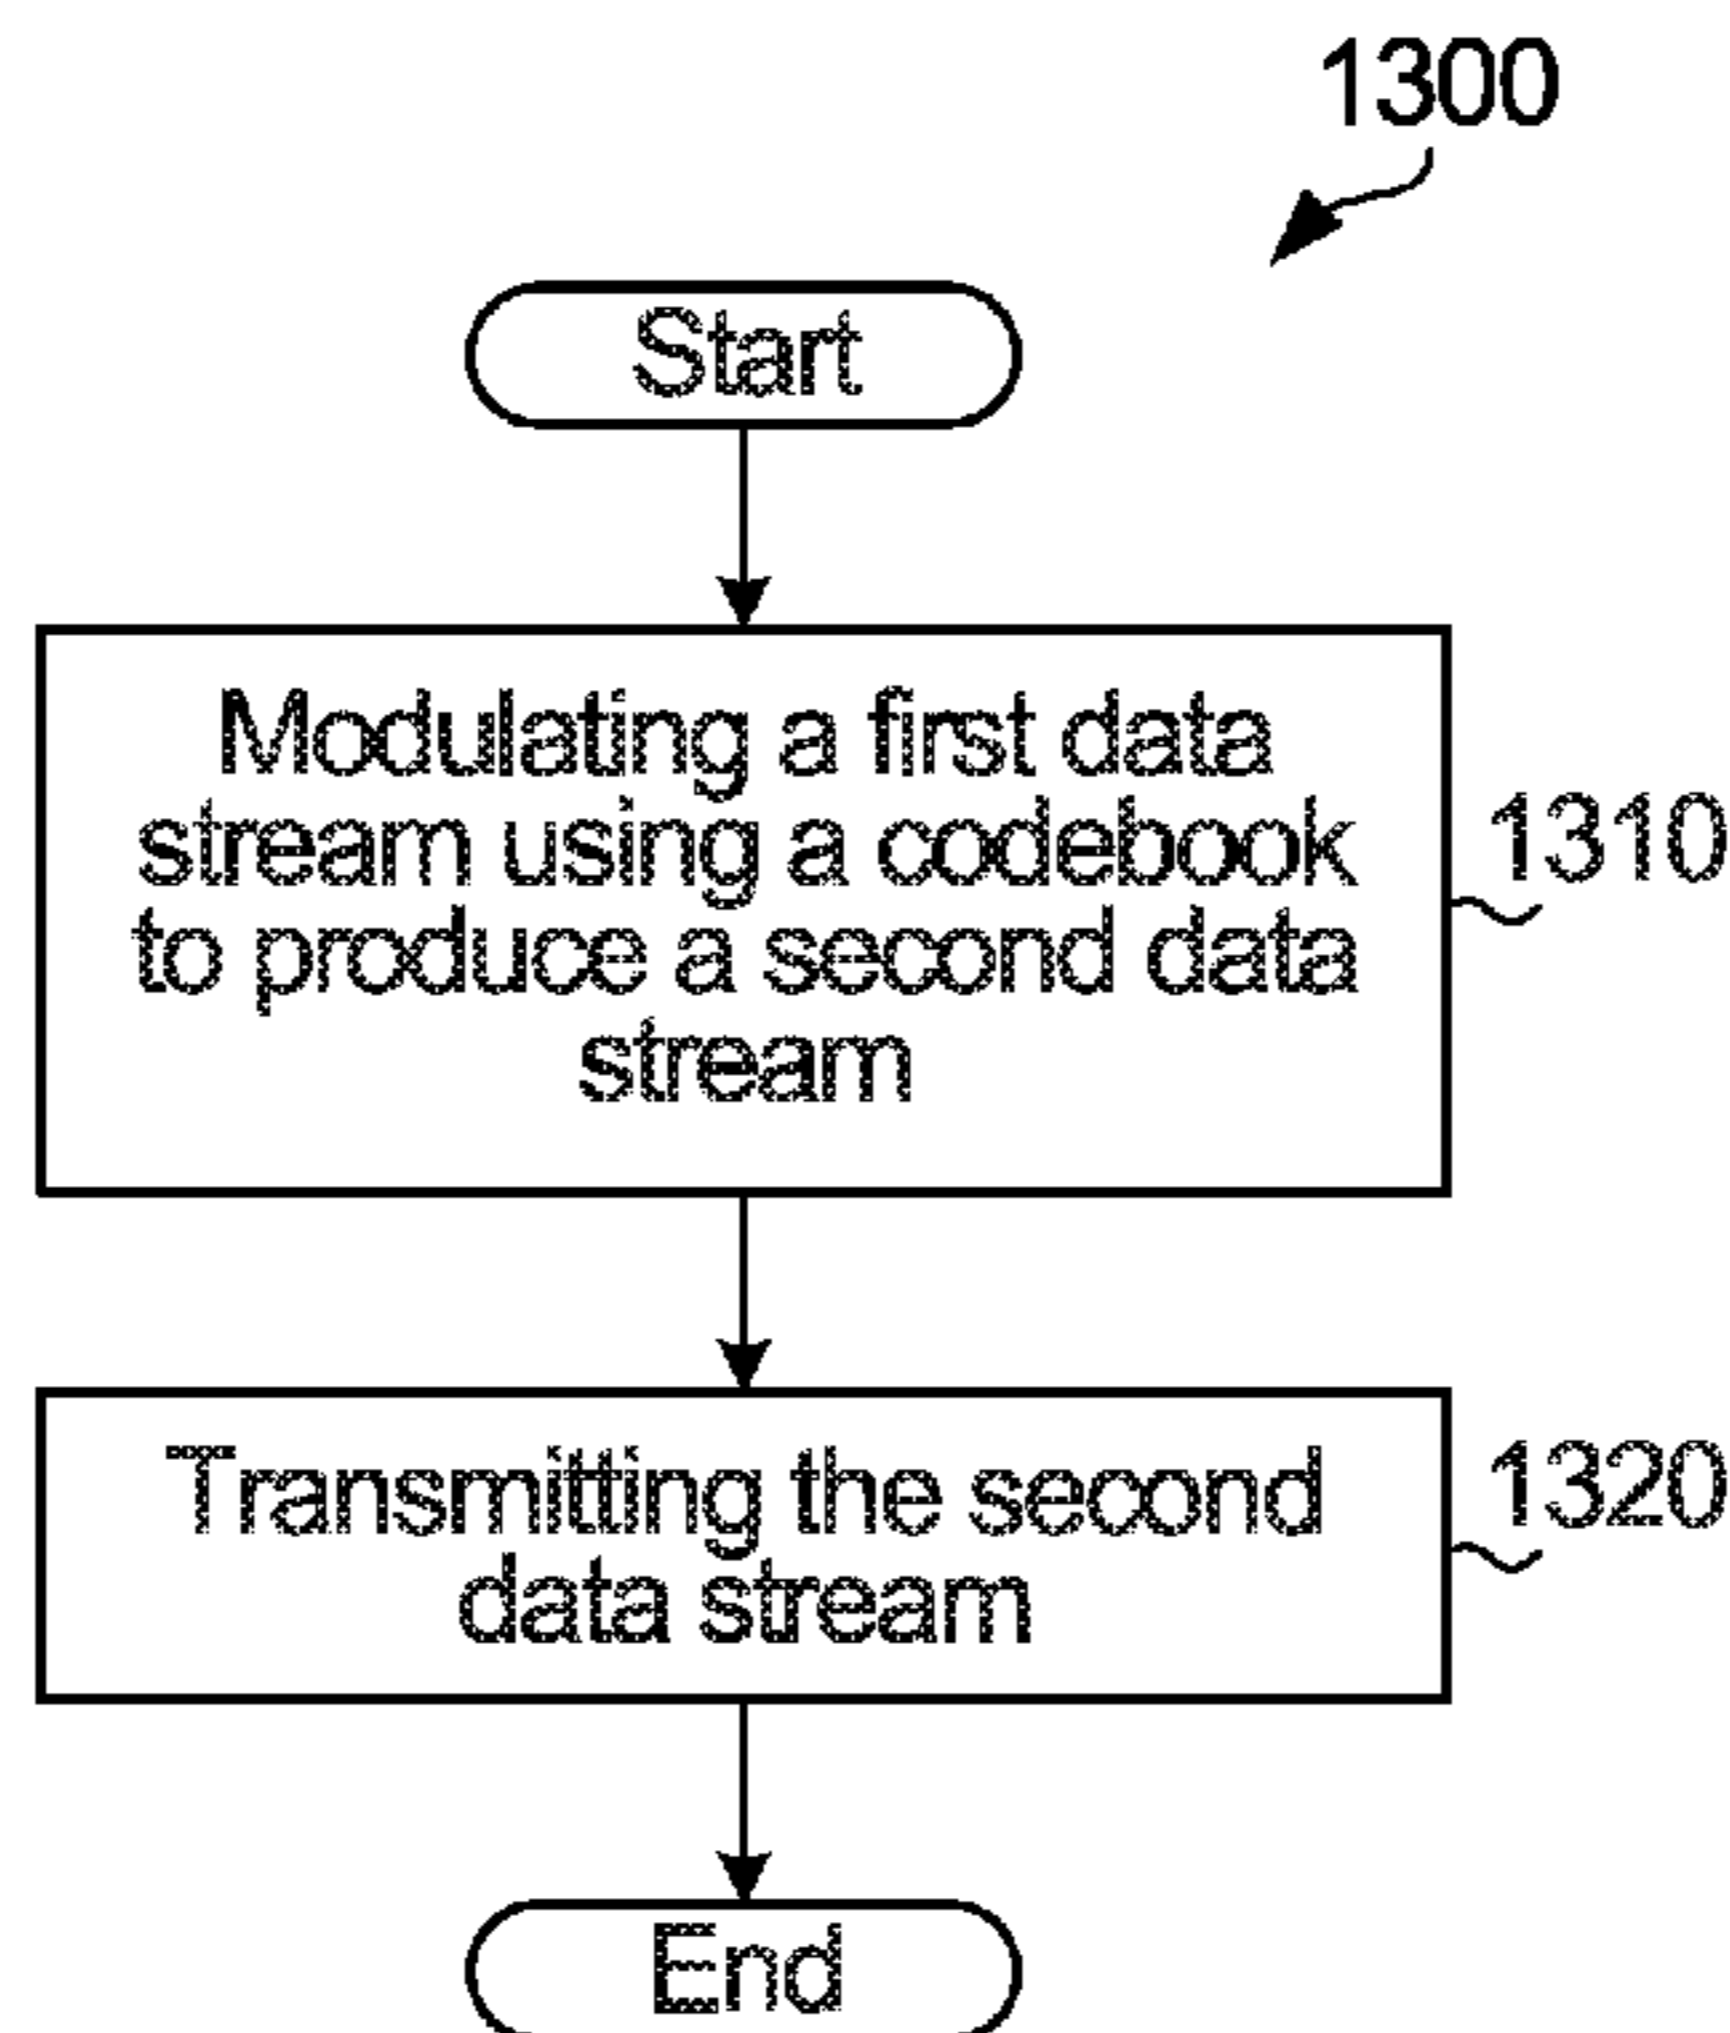 1300
Start
Modulating a first data
stream using a codebook
to produce a second data
stream
1310
Transmitting the second
data stream
1320
End